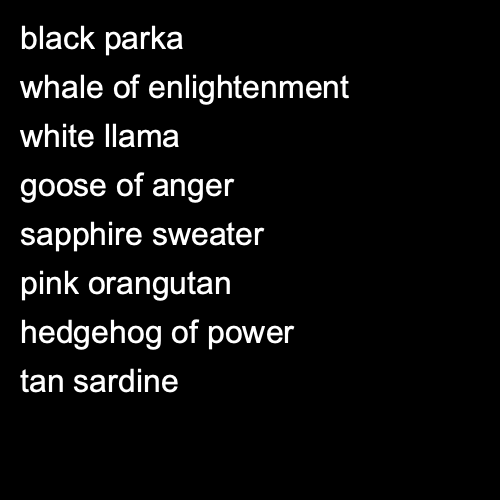 black parka
whale of enlightenment
white llama
goose of anger
sapphire sweater
pink orangutan
hedgehog of power
tan sardine